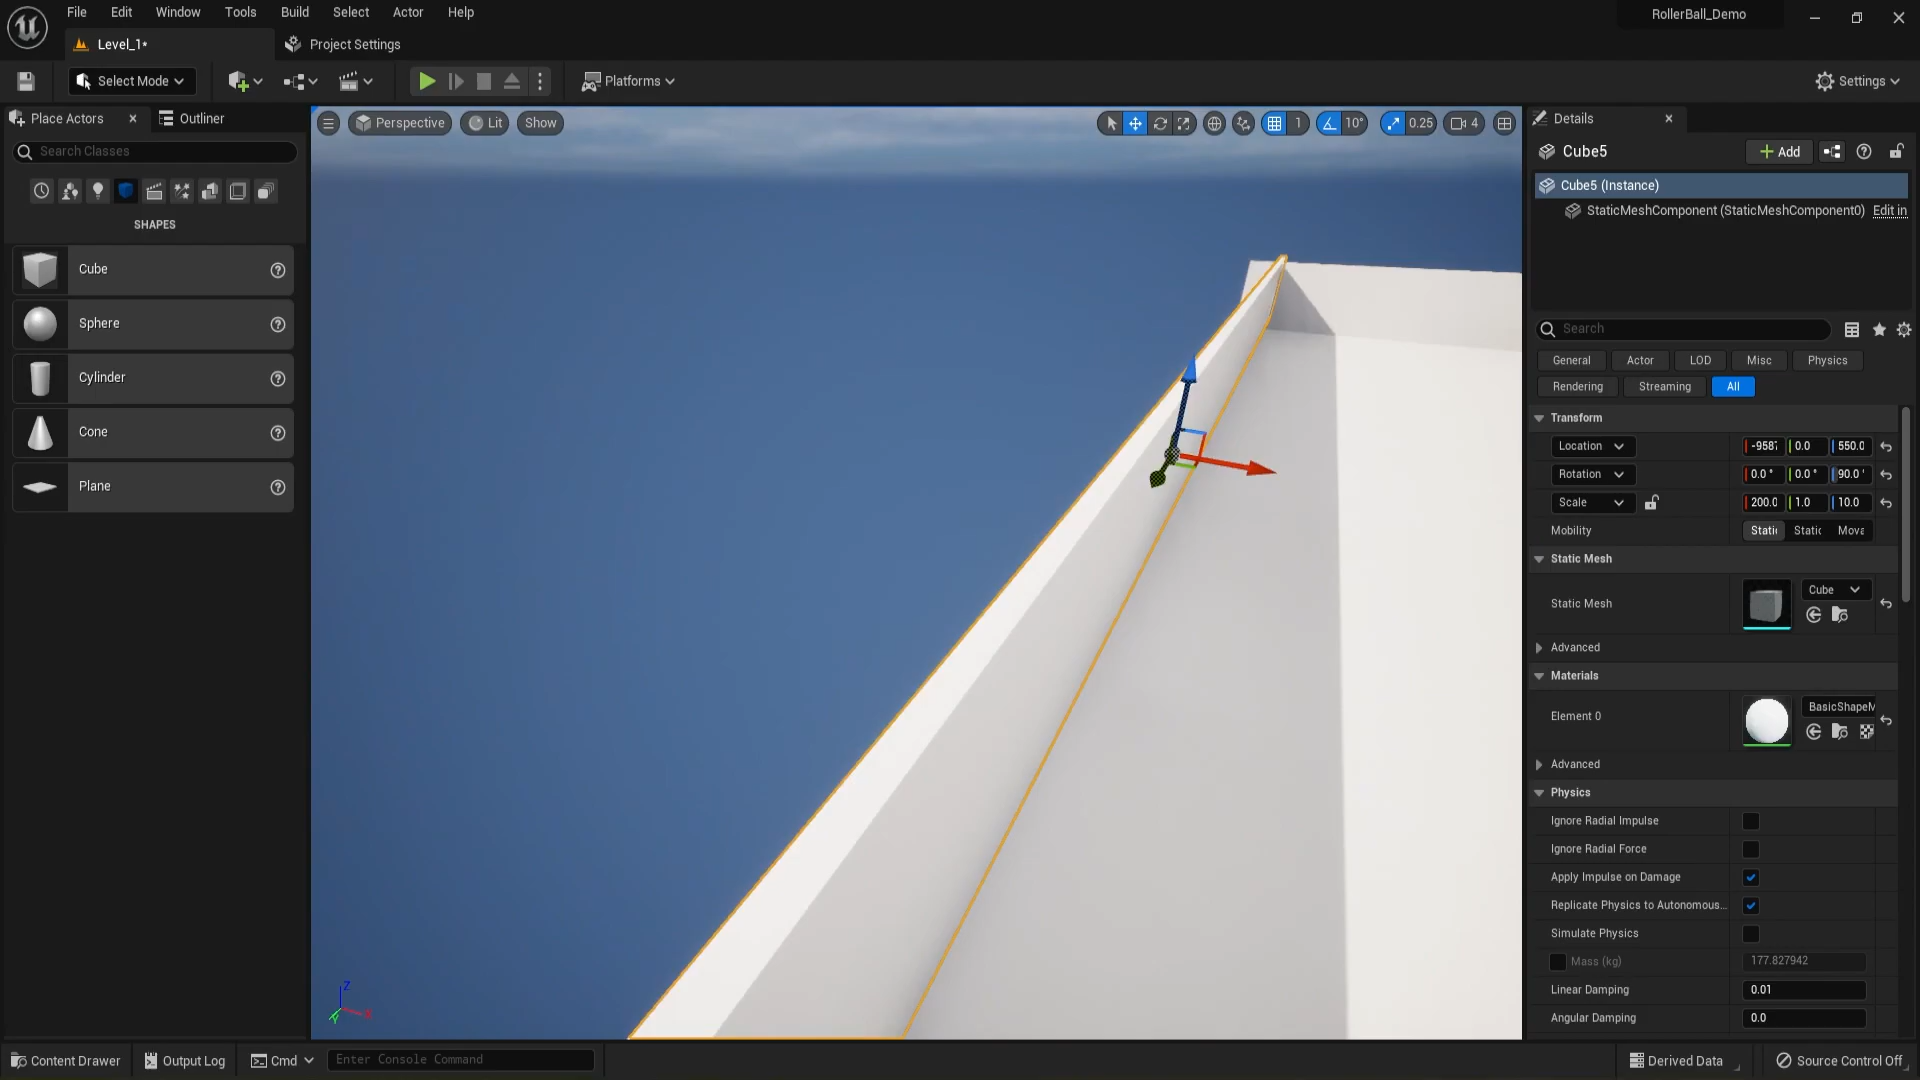 File Edit Window Tools Build Select Actor Help
RollerBall_Demo
Level_1*
Project Settings
Select Mode
Platforms
Settings
Place Actors
Outliner
Search Classes
SHAPES
Cube
Sphere
Cylinder
Cone
Plane
Perspective
Lit
Show
1
10°
0.25
4
Details
Cube5
Add
Cube5 (Instance)
StaticMeshComponent (StaticMeshComponent0) Edit in
Search
General Actor LOD Misc Physics
Rendering Streaming All
Transform
Location -958 0.0 550.0
Rotation 0.0 ° 0.0 ° 90.0 °
Scale 200.0 1.0 10.0
Mobility Static Static Mova
Static Mesh
Static Mesh
Cube
Advanced
Materials
Element 0
BasicShapeM
Advanced
Physics
Ignore Radial Impulse
Ignore Radial Force
Apply Impulse on Damage
Replicate Physics to Autonomous...
Simulate Physics
Mass (kg) 177.827942
Linear Damping 0.01
Angular Damping 0.0
Z
X
Y
Content Drawer
Output Log
Cmd
Enter Console Command
Derived Data
Source Control Off